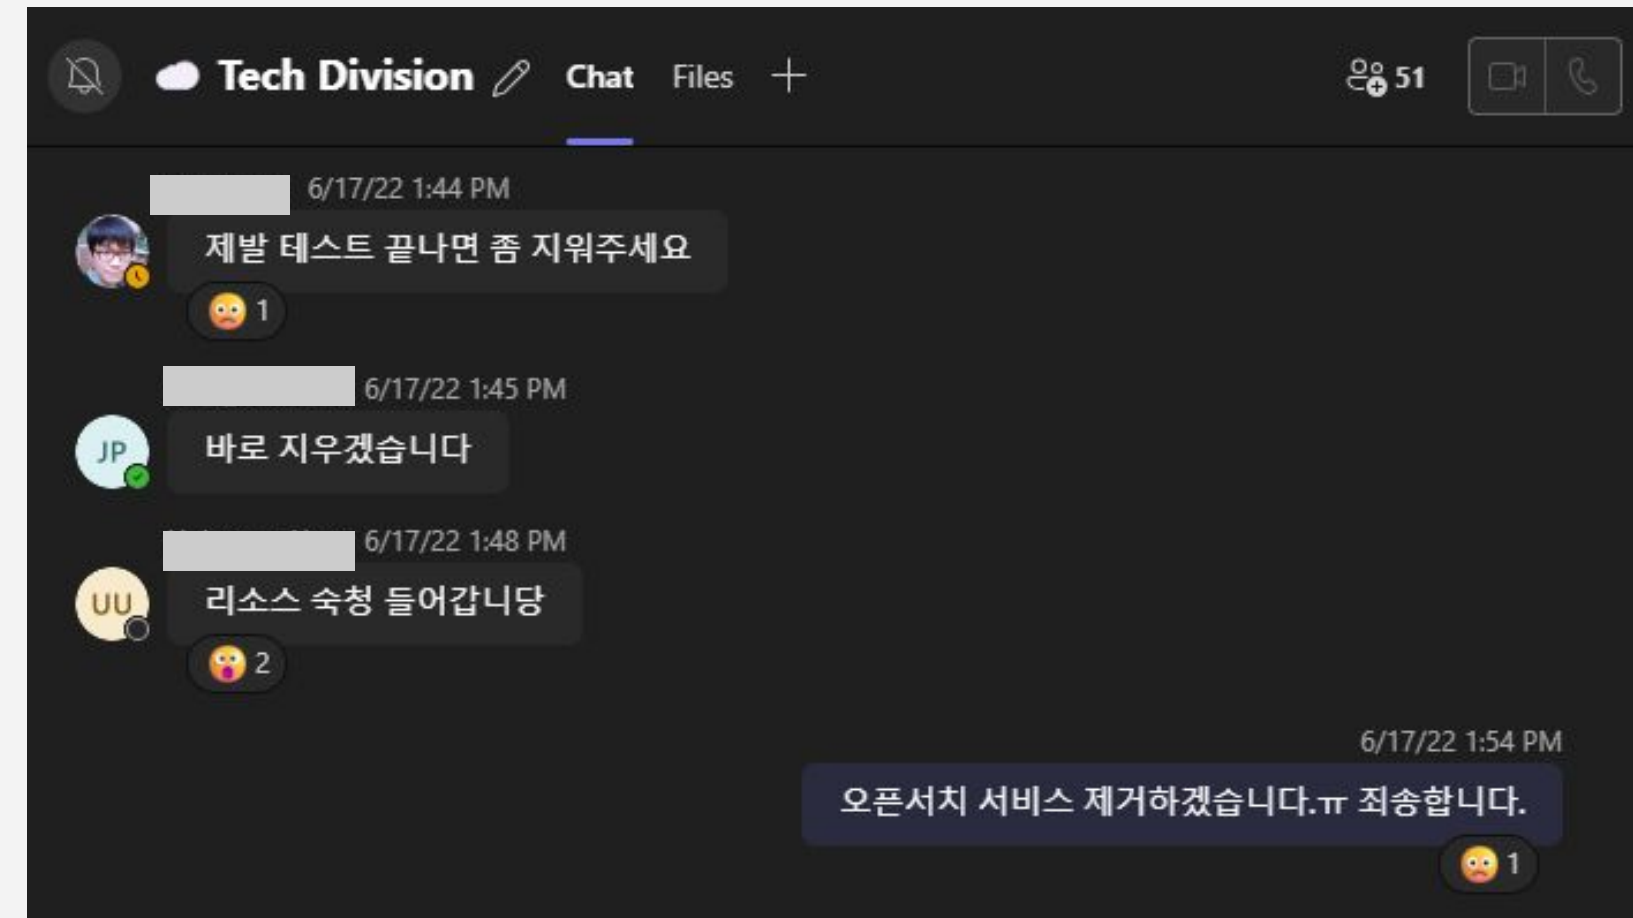 Tech Division Chat Files 51
6/17/22 1:44 PM
제발 테스트 끝나면 좀 지워주세요
1
6/17/22 1:45 PM
JP
바로 지우겠습니다
6/17/22 1:48 PM
UU
리소스 숙청 들어갑니당
2
6/17/22 1:54 PM
오픈서치 서비스 제거하겠습니다.ㅠ 죄송합니다.
1